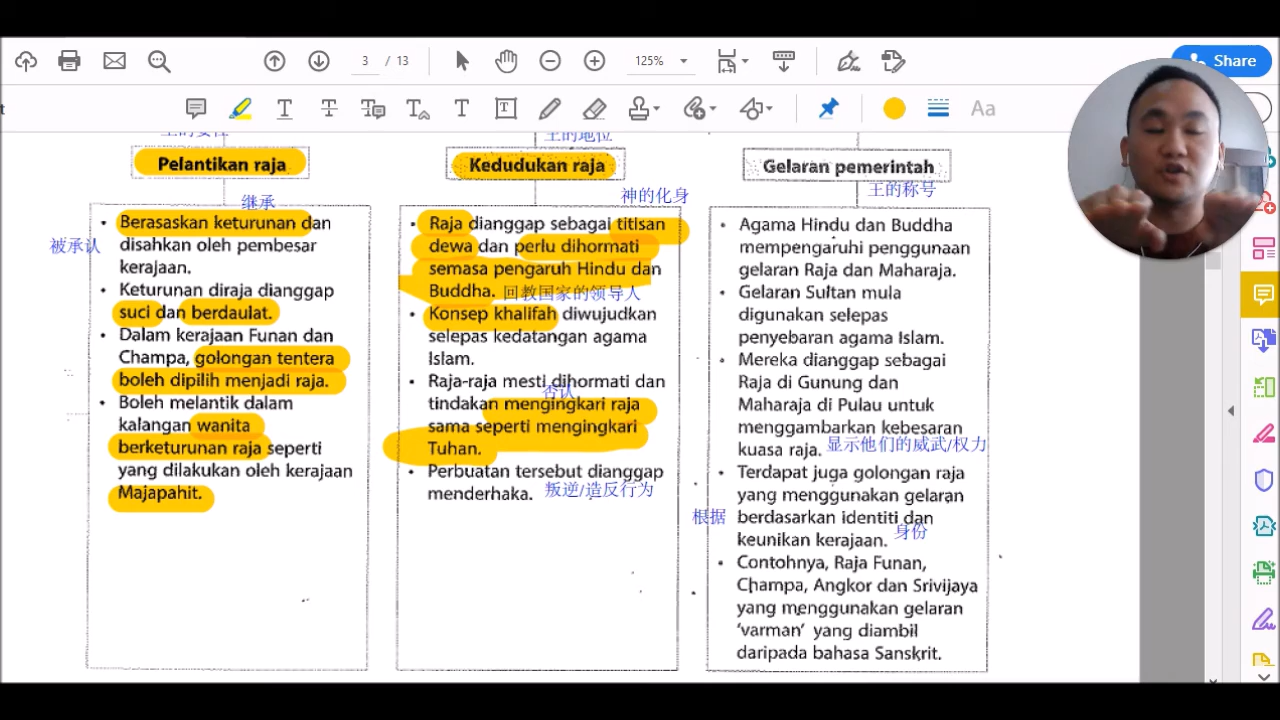 3 / 13
125%
Share
Aa
t
王的地位
Pelantikan raja
继承
被承认
• Berasaskan keturunan dan
disahkan oleh pembesar
kerajaan.
• Keturunan diraja dianggap
suci dan berdaulat.
• Dalam kerajaan Funan dan
Champa, golongan tentera
boleh dipilih menjadi raja.
• Boleh melantik dalam
kalangan wanita
berketurunan raja seperti
yang dilakukan oleh kerajaan
Majapahit.
Kedudukan raja
神的化身
• Raja dianggap sebagai titisan
dewa dan perlu dihormati
semasa pengaruh Hindu dan
Buddha. 回教国家的领导人
• Konsep khalifah diwujudkan
selepas kedatangan agama
Islam.
• Raja-raja mesti dihormati dan
否认
tindakan mengingkari raja
sama seperti mengingkari
Tuhan.
• Perbuatan tersebut dianggap
menderhaka. 叛逆/造反行为
Gelaran pemerintah
王的称号
• Agama Hindu dan Buddha
mempengaruhi penggunaan
gelaran Raja dan Maharaja.
• Gelaran Sultan mula
digunakan selepas
penyebaran agama Islam.
• Mereka dianggap sebagai
Raja di Gunung dan
Maharaja di Pulau untuk
menggambarkan kebesaran
kuasa raja. 显示他们的威武/权力
• Terdapat juga golongan raja
yang menggunakan gelaran
根据 berdasarkan identiti dan
keunikan kerajaan. 身份
• Contohnya, Raja Funan,
Champa, Angkor dan Srivijaya
yang menggunakan gelaran
‘varman’ yang diambil
daripada bahasa Sanskrit.